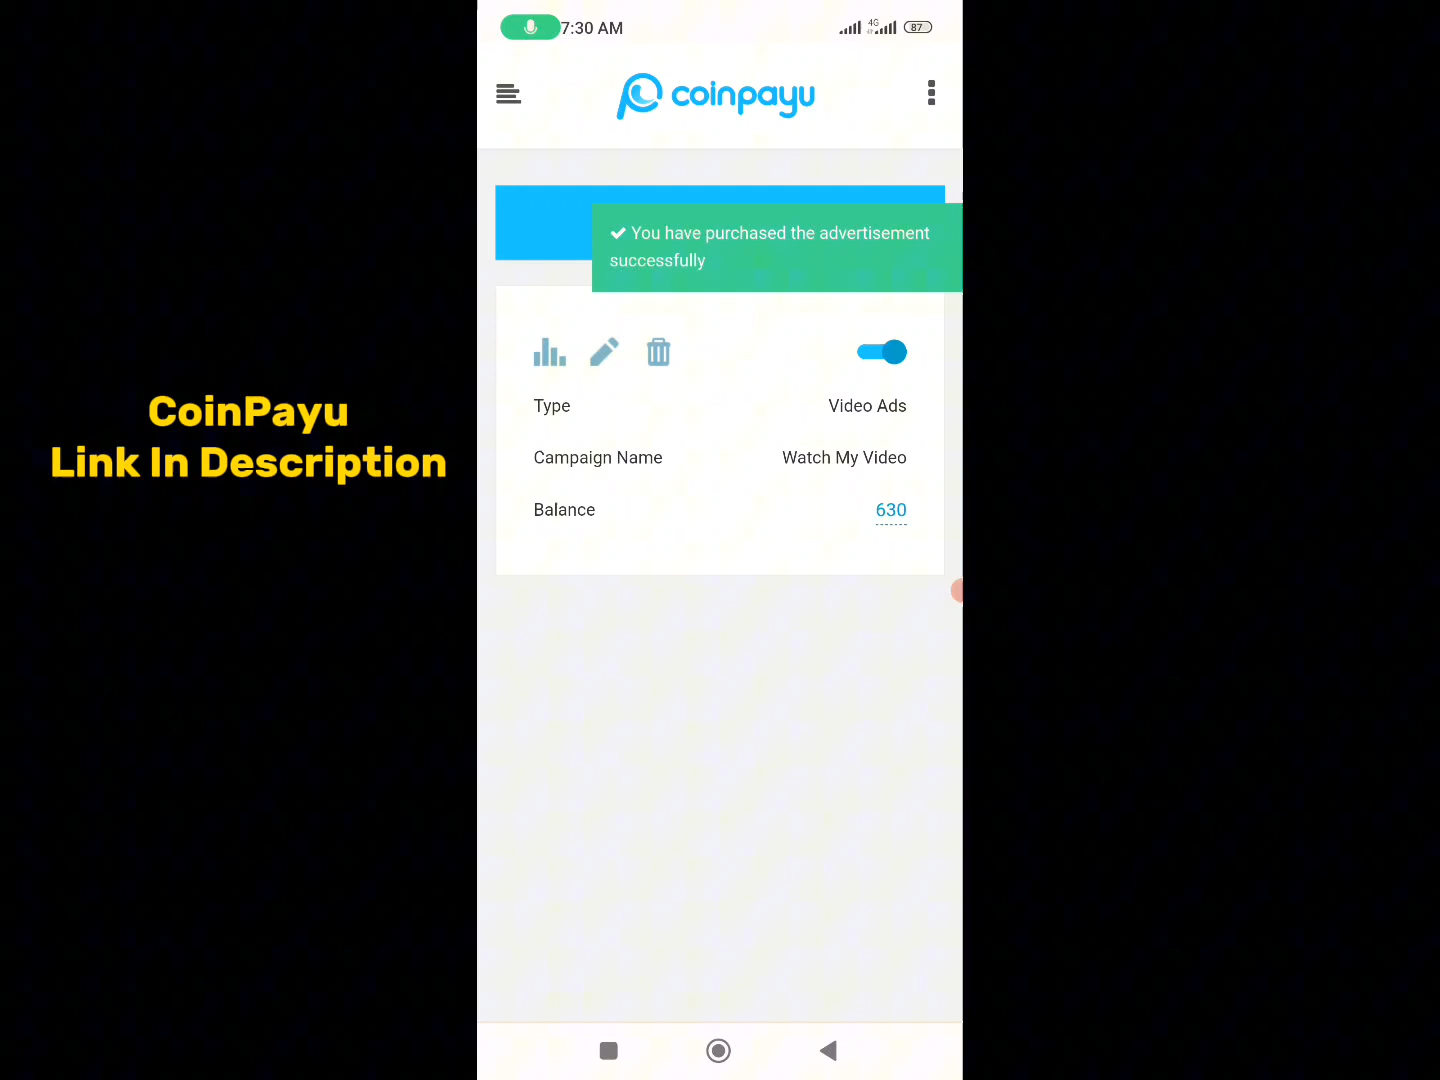 7:30 AM
4G
87
coinpayu
✔ You have purchased the advertisement
successfully
Type Video Ads
Campaign Name Watch My Video
Balance 630
CoinPayu
Link In Description